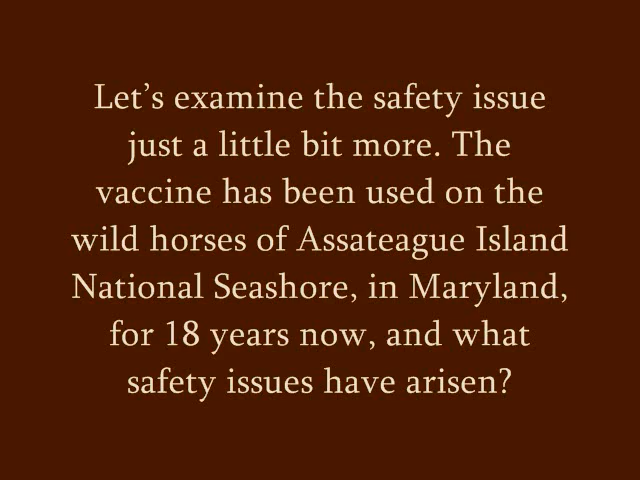 Let’s examine the safety issue
just a little bit more. The
vaccine has been used on the
wild horses of Assateague Island
National Seashore, in Maryland,
for 18 years now, and what
safety issues have arisen?